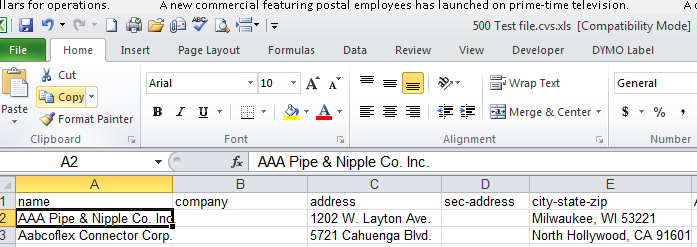 llars for operations. A new commercial featuring postal employees has launched on prime-time television. A c
500 Test file.cvs.xls [Compatibility Mode]
File Home Insert Page Layout Formulas Data Review View Developer DYMO Label
Paste Cut Copy Format Painter
Arial 10 A A Wrap Text General
B I U A Merge & Center $ % ,
Clipboard Font Alignment
A2 fx AAA Pipe & Nipple Co. Inc.
A B C D E
1 name company address sec-address city-state-zip
2 AAA Pipe & Nipple Co. Inc. 1202 W. Layton Ave. Milwaukee, WI 53221
3 Aabcoflex Connector Corp. 5721 Cahuenga Blvd. North Hollywood, CA 91601